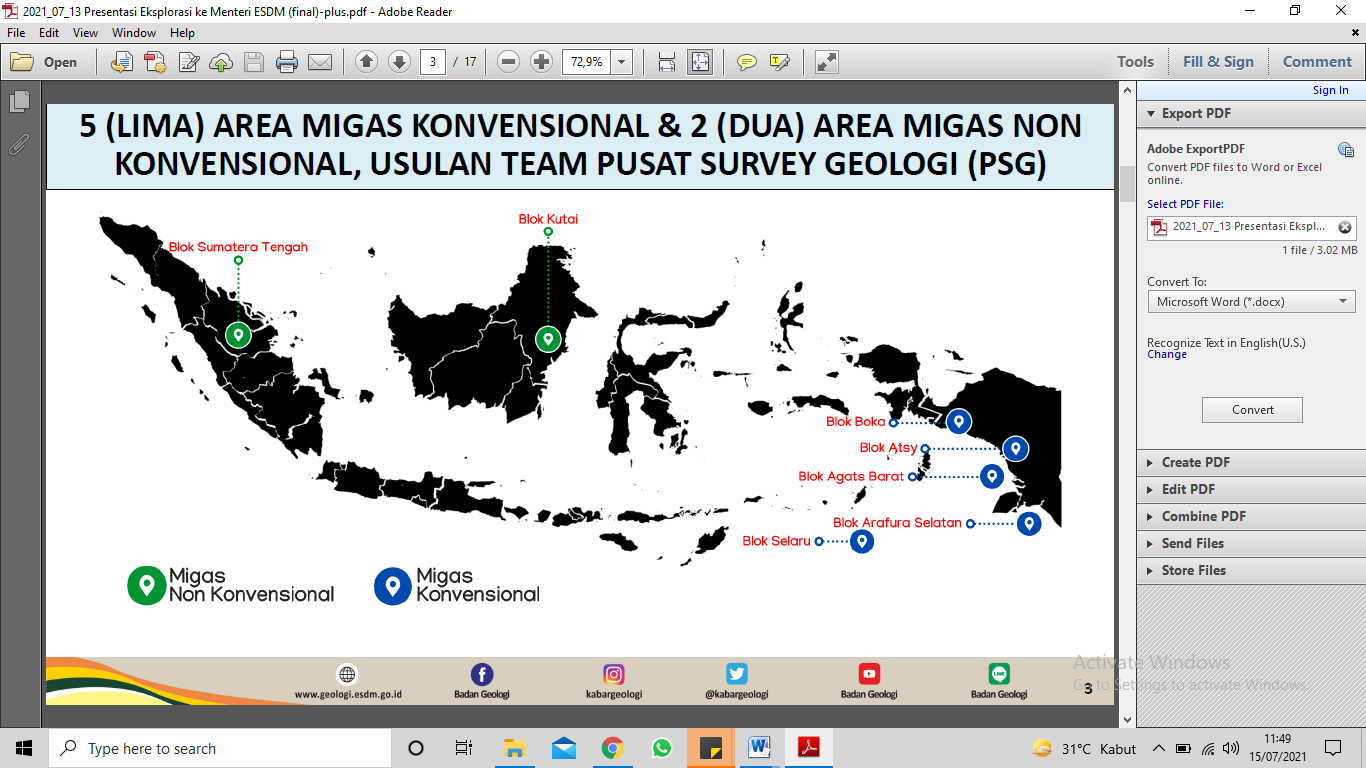 2021_07_13 Presentasi Eksplorasi ke Menteri ESDM (final)-plus.pdf - Adobe Reader
File Edit View Window Help
Open 3 / 17 72,9% Tools Fill & Sign Comment
Sign In
5 (LIMA) AREA MIGAS KONVENSIONAL & 2 (DUA) AREA MIGAS NON
KONVENSIONAL, USULAN TEAM PUSAT SURVEY GEOLOGI (PSG)
Blok Kutai
Blok Sumatera Tengah
Blok Boka
Blok Atsy
Blok Agats Barat
Blok Arafura Selatan
Blok Selaru
Migas
Non Konvensional
Migas
Konvensional
www.geologi.esdm.go.id
Badan Geologi
kabargeologi
@kabargeologi
Badan Geologi
LINE
Badan Geologi
3
Export PDF
Adobe ExportPDF
Convert PDF files to Word or Excel
online.
Select PDF File:
2021_07_13 Presentasi Ekspl...
1 file / 3.02 MB
Convert To:
Microsoft Word (*.docx)
Recognize Text in English(U.S.)
Change
Convert
Create PDF
Edit PDF
Combine PDF
Send Files
Store Files
Activate Windows
Go to Settings to activate Windows.
Type here to search
31°C Kabut
11:49
15/07/2021